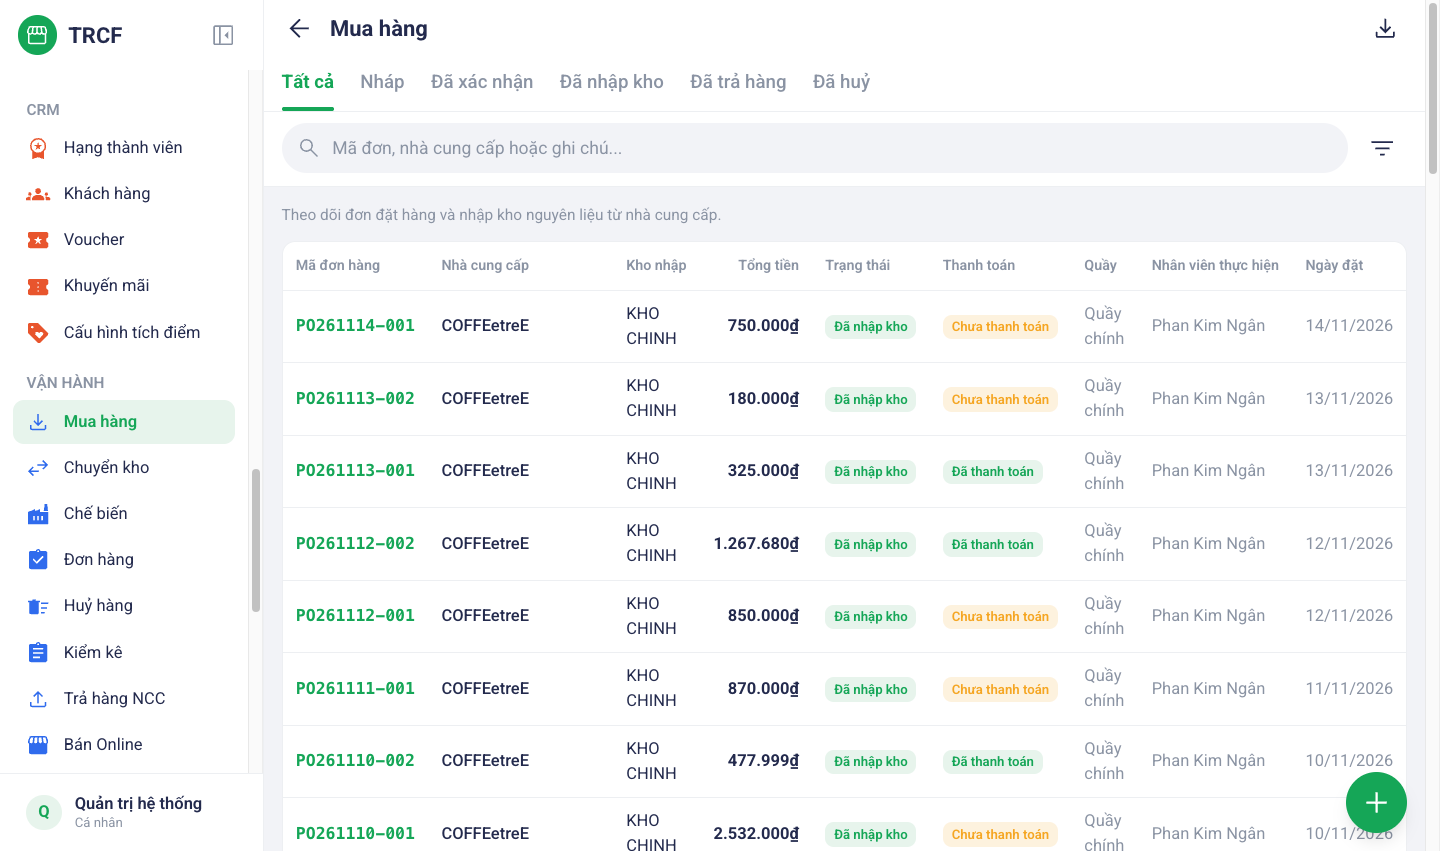 TRCF
CRM
Hạng thành viên
Khách hàng
Voucher
Khuyến mãi
Cấu hình tích điểm
VẬN HÀNH
Mua hàng
Chuyển kho
Chế biến
Đơn hàng
Huỷ hàng
Kiểm kê
Trả hàng NCC
Bán Online
Q
Quản trị hệ thống
Cá nhân
Mua hàng
Tất cả Nháp Đã xác nhận Đã nhập kho Đã trả hàng Đã huỷ
Mã đơn, nhà cung cấp hoặc ghi chú...
Theo dõi đơn đặt hàng và nhập kho nguyên liệu từ nhà cung cấp.
Mã đơn hàng Nhà cung cấp Kho nhập Tổng tiền Trạng thái Thanh toán Quầy Nhân viên thực hiện Ngày đặt
PO261114-001 COFFEetreE KHO CHINH 750.000₫ Đã nhập kho Chưa thanh toán Quầy chính Phan Kim Ngân 14/11/2026
PO261113-002 COFFEetreE KHO CHINH 180.000₫ Đã nhập kho Chưa thanh toán Quầy chính Phan Kim Ngân 13/11/2026
PO261113-001 COFFEetreE KHO CHINH 325.000₫ Đã nhập kho Đã thanh toán Quầy chính Phan Kim Ngân 13/11/2026
PO261112-002 COFFEetreE KHO CHINH 1.267.680₫ Đã nhập kho Đã thanh toán Quầy chính Phan Kim Ngân 12/11/2026
PO261112-001 COFFEetreE KHO CHINH 850.000₫ Đã nhập kho Chưa thanh toán Quầy chính Phan Kim Ngân 12/11/2026
PO261111-001 COFFEetreE KHO CHINH 870.000₫ Đã nhập kho Chưa thanh toán Quầy chính Phan Kim Ngân 11/11/2026
PO261110-002 COFFEetreE KHO CHINH 477.999₫ Đã nhập kho Đã thanh toán Quầy chính Phan Kim Ngân 10/11/2026
PO261110-001 COFFEetreE KHO CHINH 2.532.000₫ Đã nhập kho Chưa thanh toán Quầy chính Phan Kim Ngân 10/11/2026